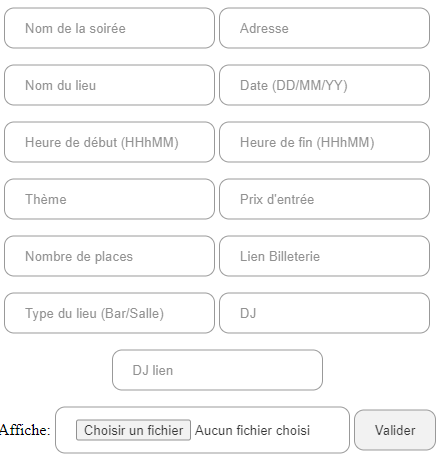 Nom de la soirée Adresse
Nom du lieu Date (DD/MM/YY)
Heure de début (HHhMM) Heure de fin (HHhMM)
Thème Prix d'entrée
Nombre de places Lien Billeterie
Type du lieu (Bar/Salle) DJ
DJ lien
Affiche: Choisir un fichier Aucun fichier choisi Valider